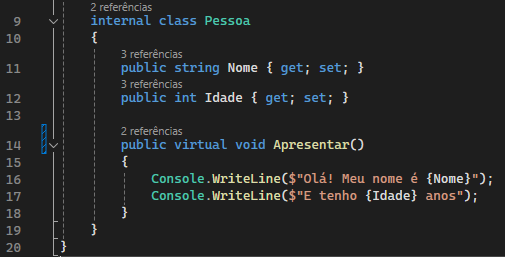 2 referências
9 internal class Pessoa
10 {
3 referências
11 public string Nome { get; set; }
3 referências
12 public int Idade { get; set; }
13
2 referências
14 public virtual void Apresentar()
15 {
16 Console.WriteLine($"Olá! Meu nome é {Nome}");
17 Console.WriteLine($"E tenho {Idade} anos");
18 }
19 }
20 }